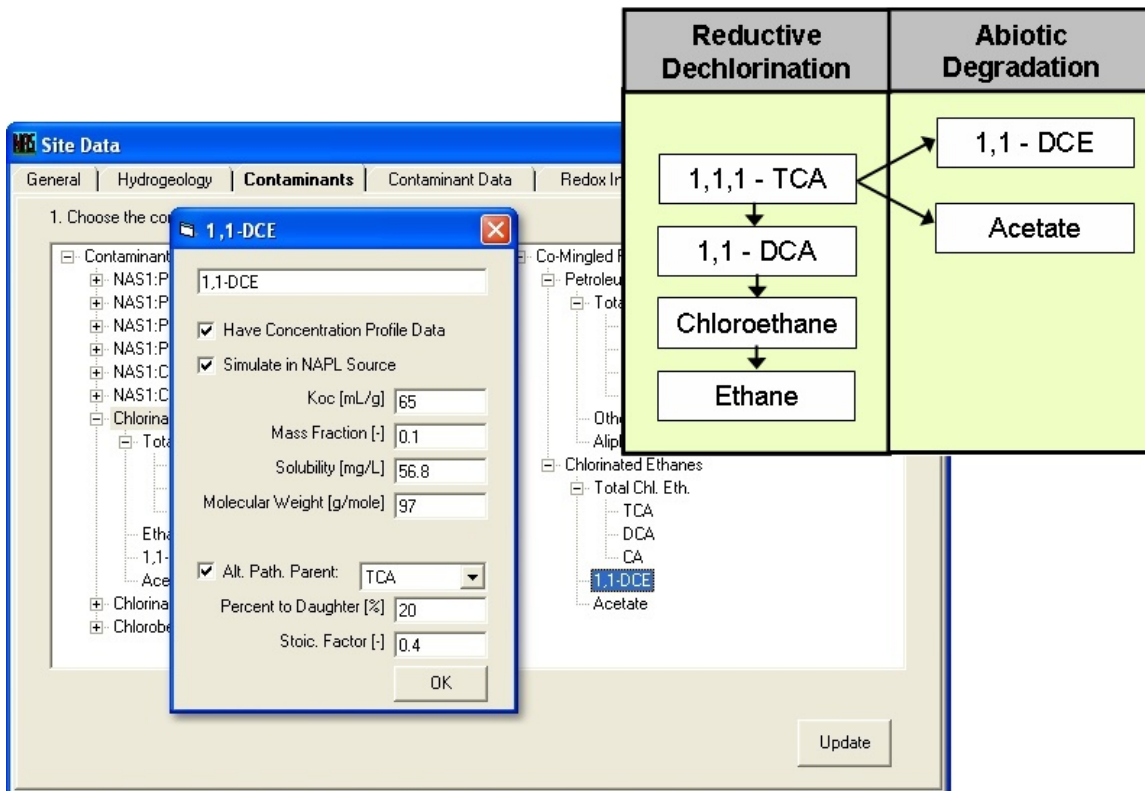 Reductive Dechlorination
Abiotic Degradation
1,1,1 - TCA
1,1 - DCA
Chloroethane
Ethane
1,1 - DCE
Acetate
Site Data
General
Hydrogeology
Contaminants
Contaminant Data
Redox In
1. Choose the co
Contaminant
NAS1:P
NAS1:P
NAS1:P
NAS1:P
NAS1:C
NAS1:C
Chlorina
Tota
Etha
1,1-
Ace
Chlorina
Chlorobe
1,1-DCE
1,1-DCE
Have Concentration Profile Data
Simulate in NAPL Source
Koc [mL/g] 65
Mass Fraction [-] 0.1
Solubility [mg/L] 56.8
Molecular Weight [g/mole] 97
Alt. Path. Parent: TCA
Percent to Daughter [%] 20
Stoic. Factor [-] 0.4
OK
Co-Mingled
Petroleu
Tota
Othe
Aliph
Chlorinated Ethanes
Total Chl. Eth.
TCA
DCA
CA
1,1-DCE
Acetate
Update